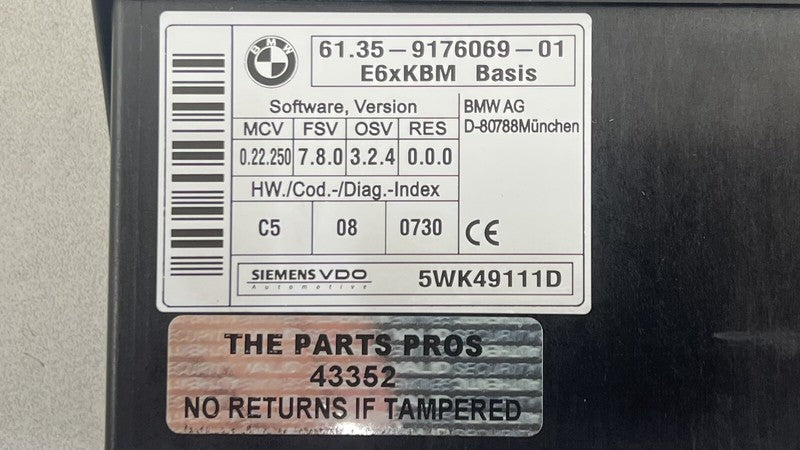 BMW
61.35-9176069-01
E6xKBM Basis
Software, Version
MCV FSV OSV RES
0.22.250 7.8.0 3.2.4 0.0.0
HW./Cod.-/Diag.-Index
C5 08 0730
BMW AG
D-80788München
CE
SIEMENS VDO
Automotive
5WK49111D
THE PARTS PROS
43352
NO RETURNS IF TAMPERED